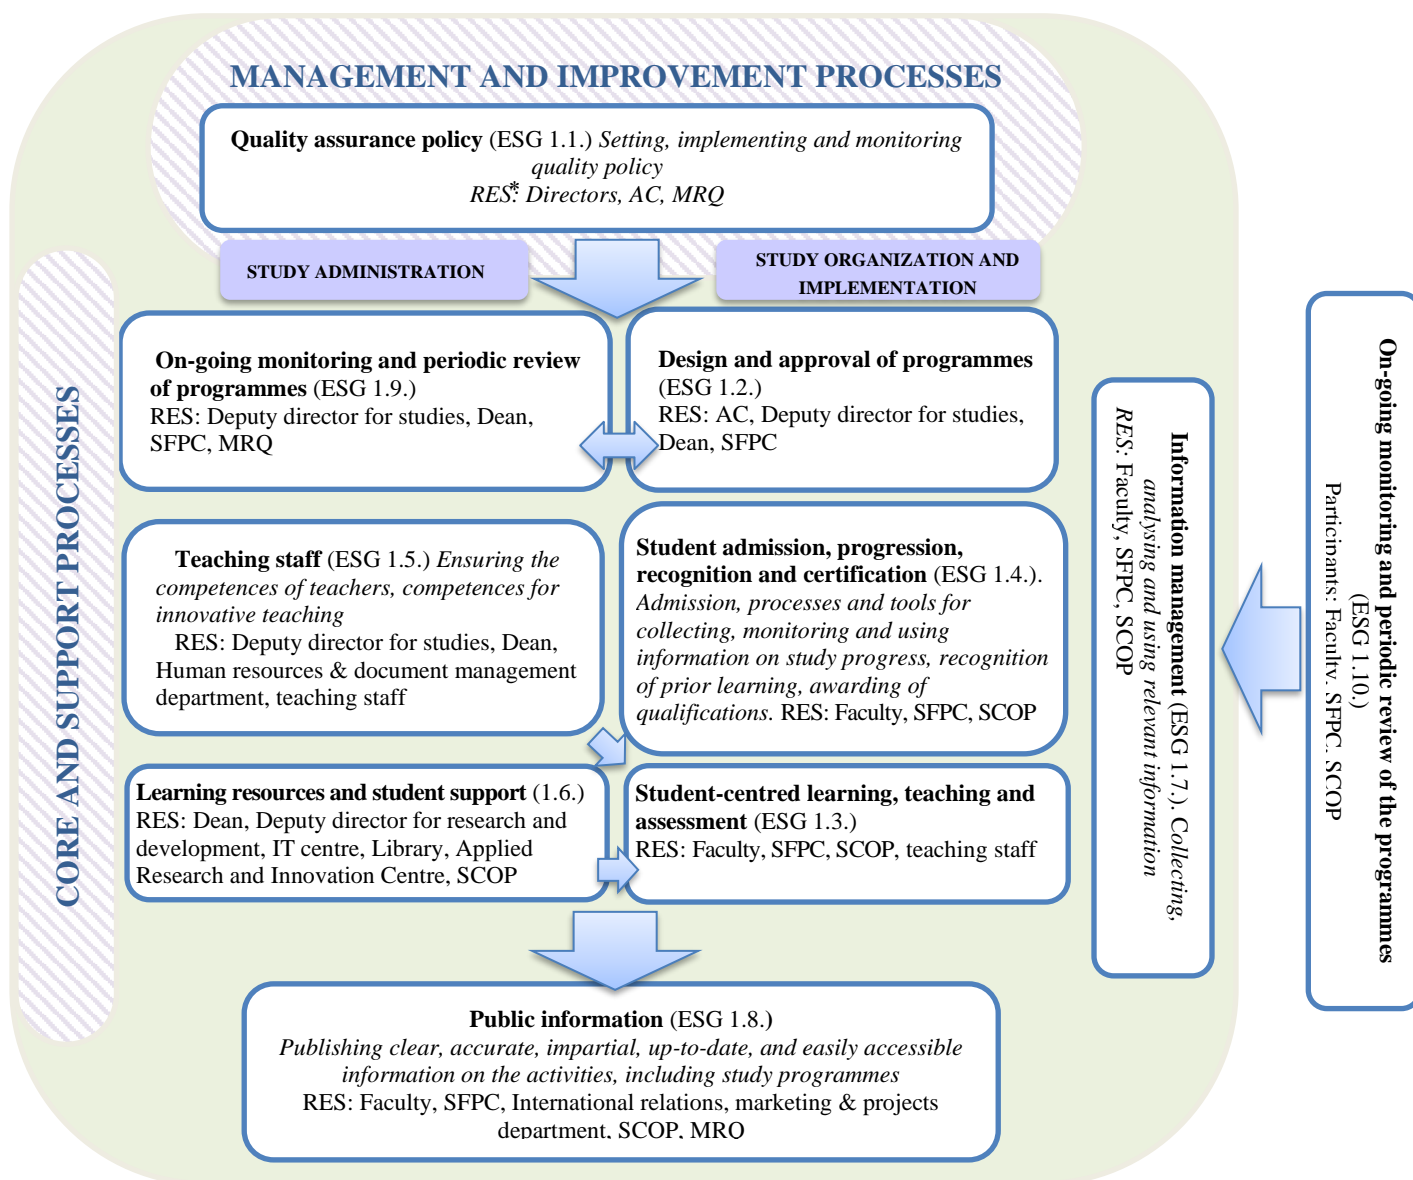 MANAGEMENT AND IMPROVEMENT PROCESSES
Quality assurance policy (ESG 1.1.) Setting, implementing and monitoring
quality policy
RES*: Directors, AC, MRQ
STUDY ADMINISTRATION
STUDY ORGANIZATION AND
IMPLEMENTATION
CORE AND SUPPORT PROCESSES
On-going monitoring and periodic review
of programmes (ESG 1.9.)
RES: Deputy director for studies, Dean,
SFPC, MRQ
Design and approval of programmes
(ESG 1.2.)
RES: AC, Deputy director for studies,
Dean, SFPC
Teaching staff (ESG 1.5.) Ensuring the
competences of teachers, competences for
innovative teaching
RES: Deputy director for studies, Dean,
Human resources & document management
department, teaching staff
Student admission, progression,
recognition and certification (ESG 1.4.).
Admission, processes and tools for
collecting, monitoring and using
information on study progress, recognition
of prior learning, awarding of
qualifications. RES: Faculty, SFPC, SCOP
Learning resources and student support (1.6.)
RES: Dean, Deputy director for research and
development, IT centre, Library, Applied
Research and Innovation Centre, SCOP
Student-centred learning, teaching and
assessment (ESG 1.3.)
RES: Faculty, SFPC, SCOP, teaching staff
Public information (ESG 1.8.)
Publishing clear, accurate, impartial, up-to-date, and easily accessible
information on the activities, including study programmes
RES: Faculty, SFPC, International relations, marketing & projects
department, SCOP, MRQ
Information management (ESG 1.7.). Collecting,
analysing and using relevant information
RES: Faculty, SFPC, SCOP
On-going monitoring and periodic review of the programmes
(ESG 1.10.)
Participants: Faculty, SFPC, SCOP